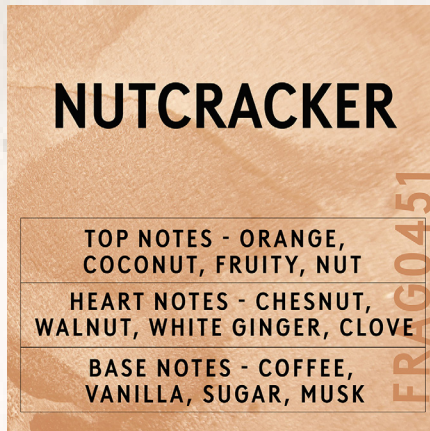 NUTCRACKER
TOP NOTES - ORANGE,
COCONUT, FRUITY, NUT
HEART NOTES - CHESNUT,
WALNUT, WHITE GINGER, CLOVE
BASE NOTES - COFFEE,
VANILLA, SUGAR, MUSK
FRAG0451